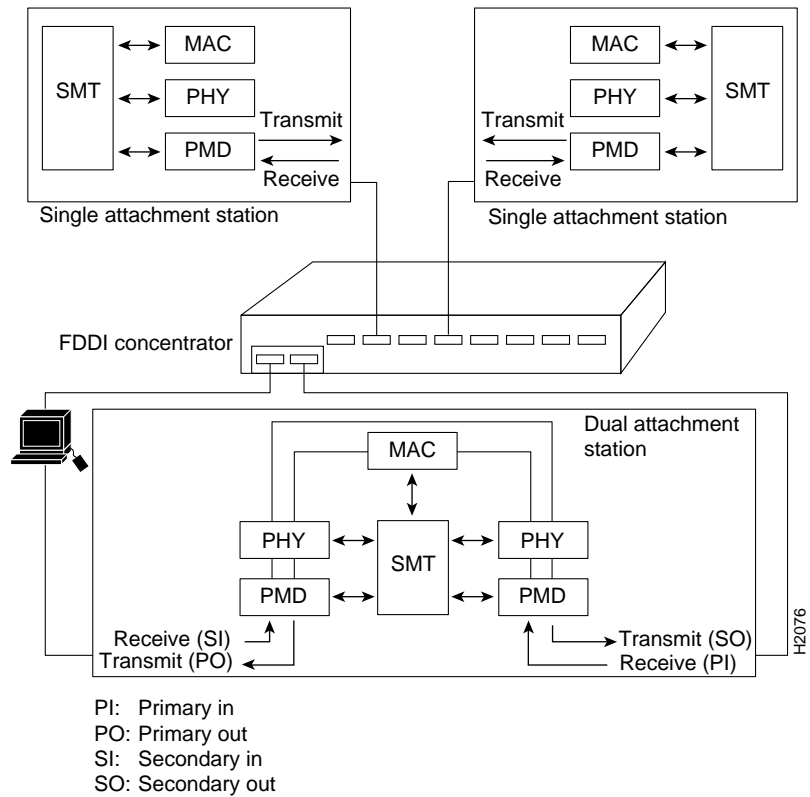 SMT
MAC
PHY
PMD
Transmit
Receive
Single attachment station
MAC
PHY
PMD
SMT
Transmit
Receive
Single attachment station
FDDI concentrator
Dual attachment
station
MAC
PHY
SMT
PHY
PMD
PMD
Receive (SI)
Transmit (PO)
Transmit (SO)
Receive (PI)
H2076
PI: Primary in
PO: Primary out
SI: Secondary in
SO: Secondary out